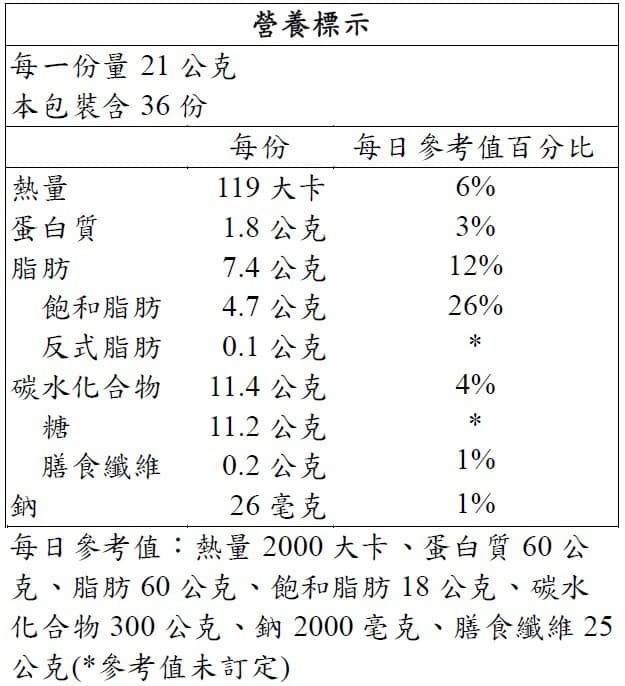 營養標示
每一份量 21 公克
本包裝含 36 份
每份 每日參考值百分比
熱量 119 大卡 6%
蛋白質 1.8 公克 3%
脂肪 7.4 公克 12%
飽和脂肪 4.7 公克 26%
反式脂肪 0.1 公克 *
碳水化合物 11.4 公克 4%
糖 11.2 公克 *
膳食纖維 0.2 公克 1%
鈉 26 毫克 1%
每日參考值：熱量 2000 大卡、蛋白質 60 公
克、脂肪 60 公克、飽和脂肪 18 公克、碳水
化合物 300 公克、鈉 2000 毫克、膳食纖維 25
公克(*參考值未訂定)